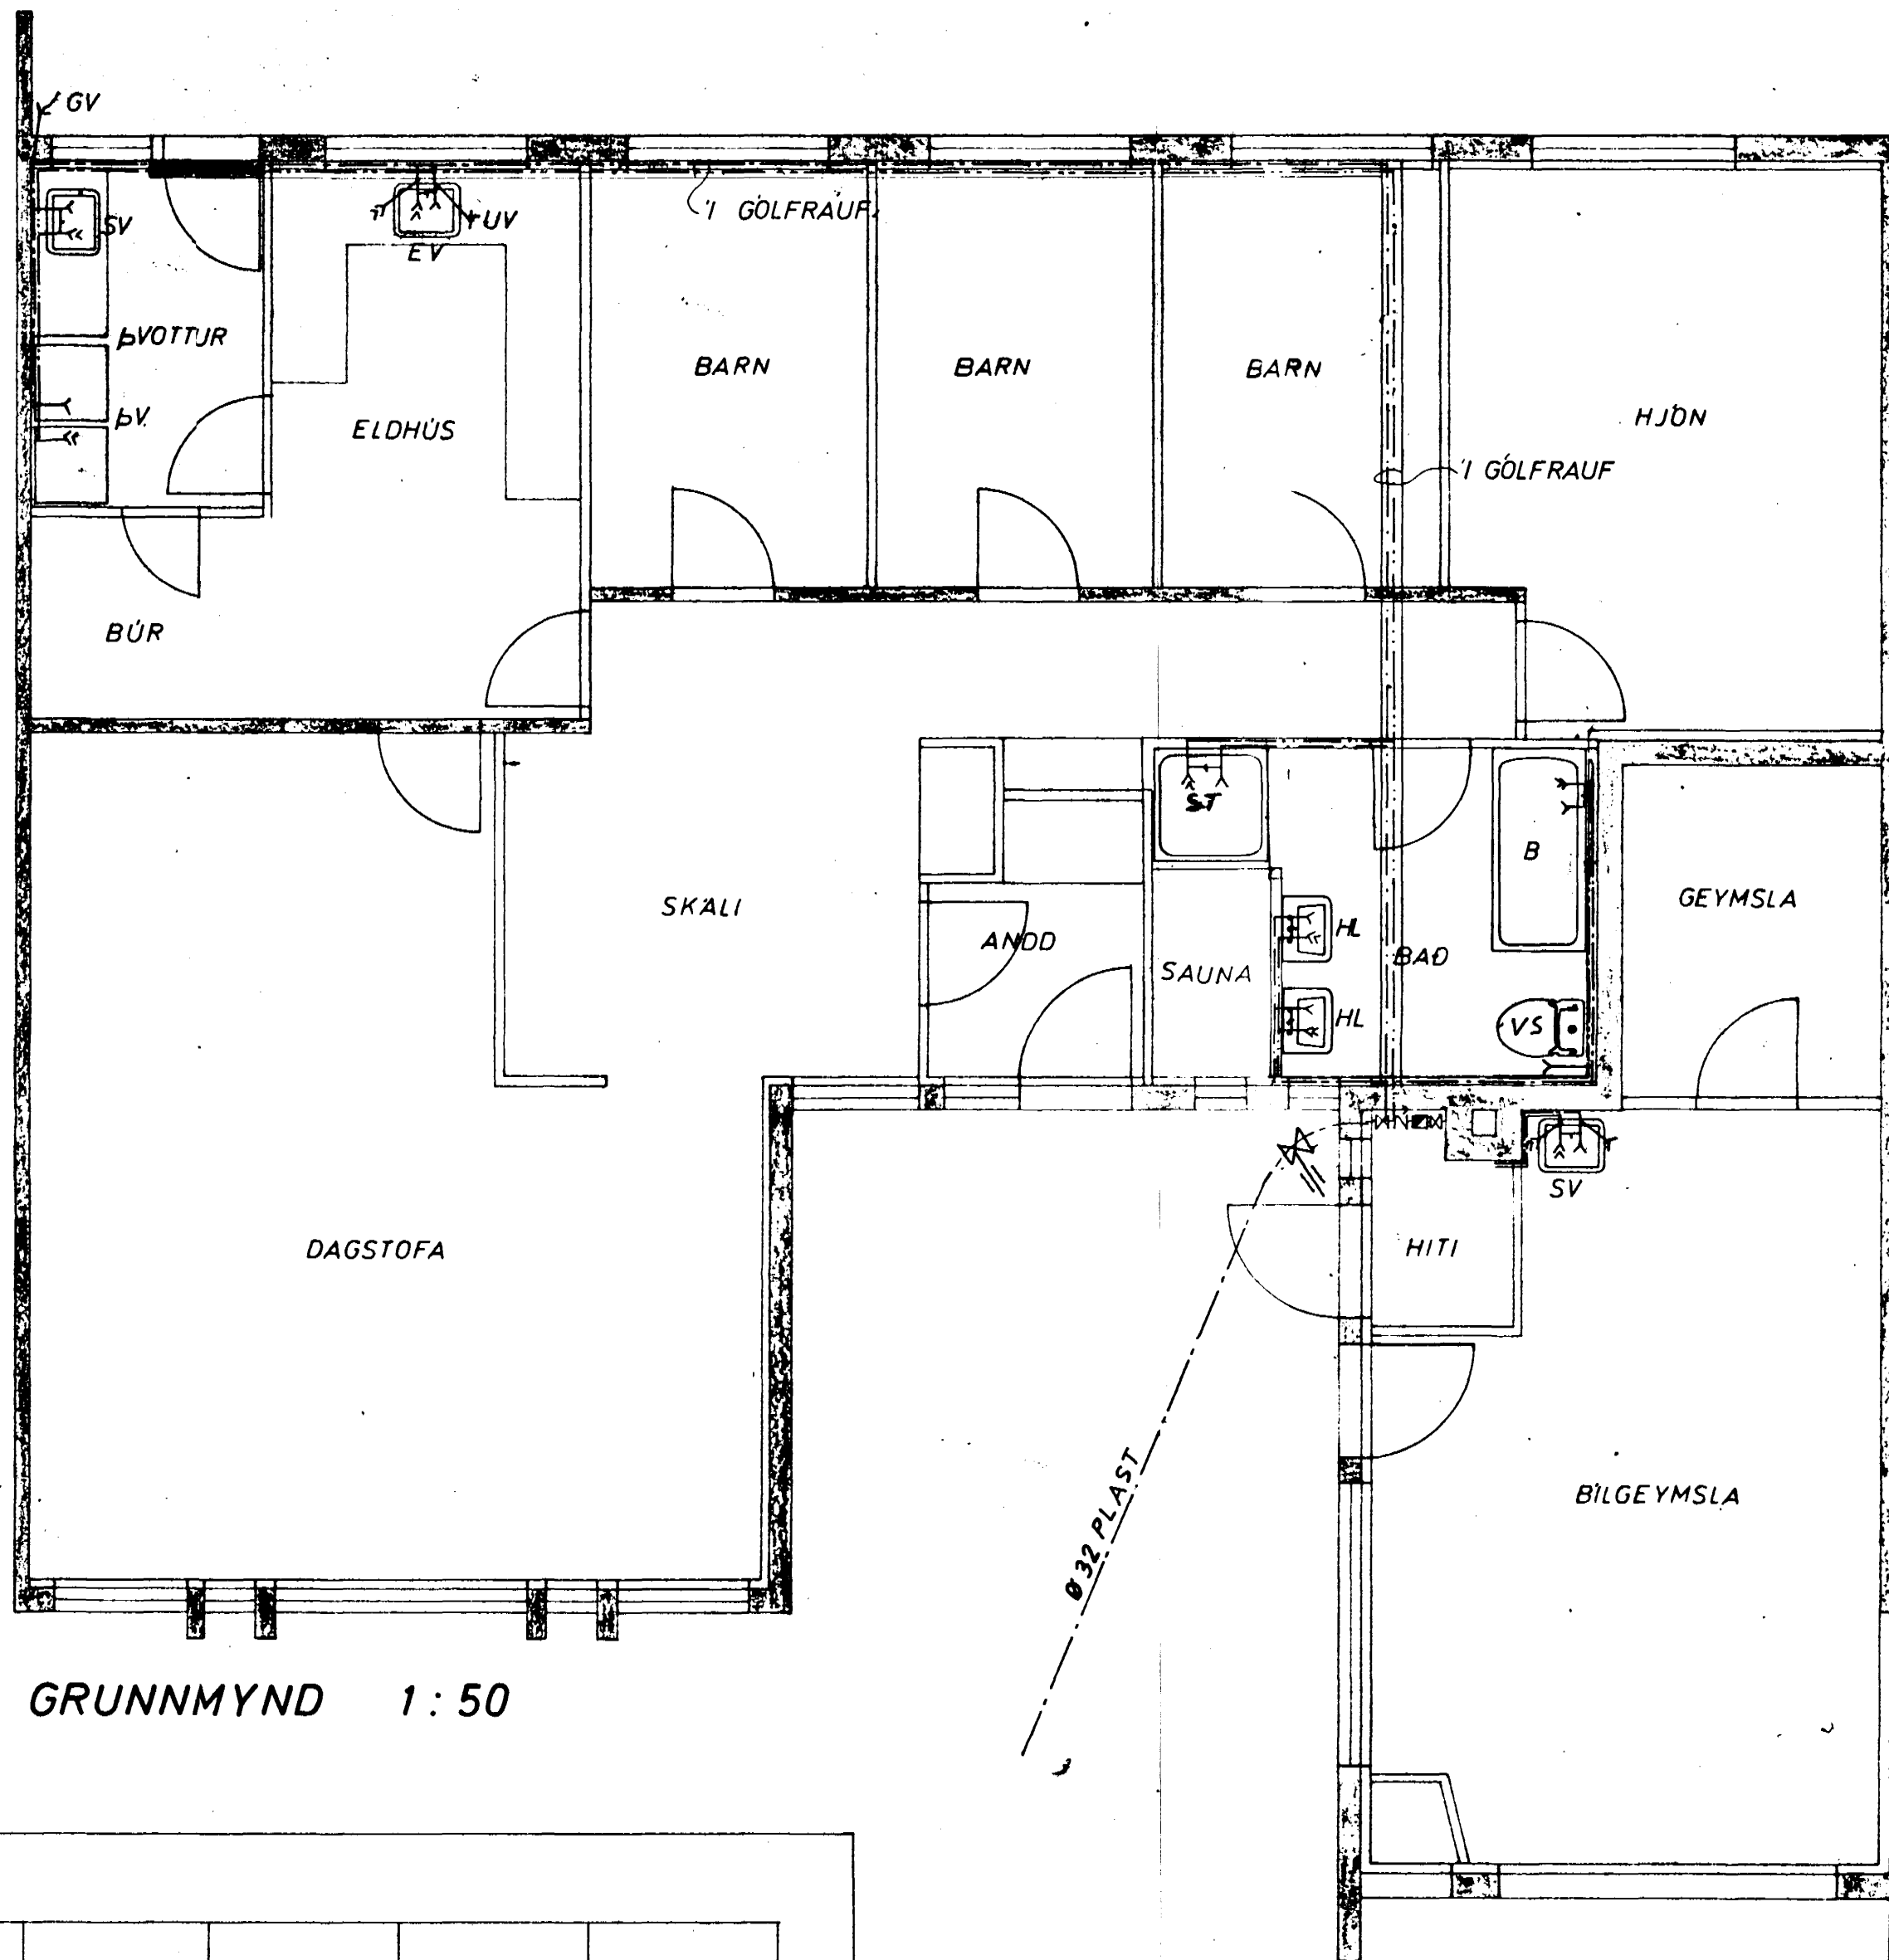 GV
SV
EV
UV
Í GÓLFRAUF
ÞVOTTUR
ÞV.
ELDHÚS
BARN
BARN
BARN
HJÓN
Í GÓLFRAUF
BÚR
ST
B
SKÁLI
ANDD
SAUNA
HL
BAÐ
GEYMSLA
HL
VS
SV
DAGSTOFA
HITI
Ø 32 PLAST
BÍLGEYMSLA
GRUNNMYND 1:50